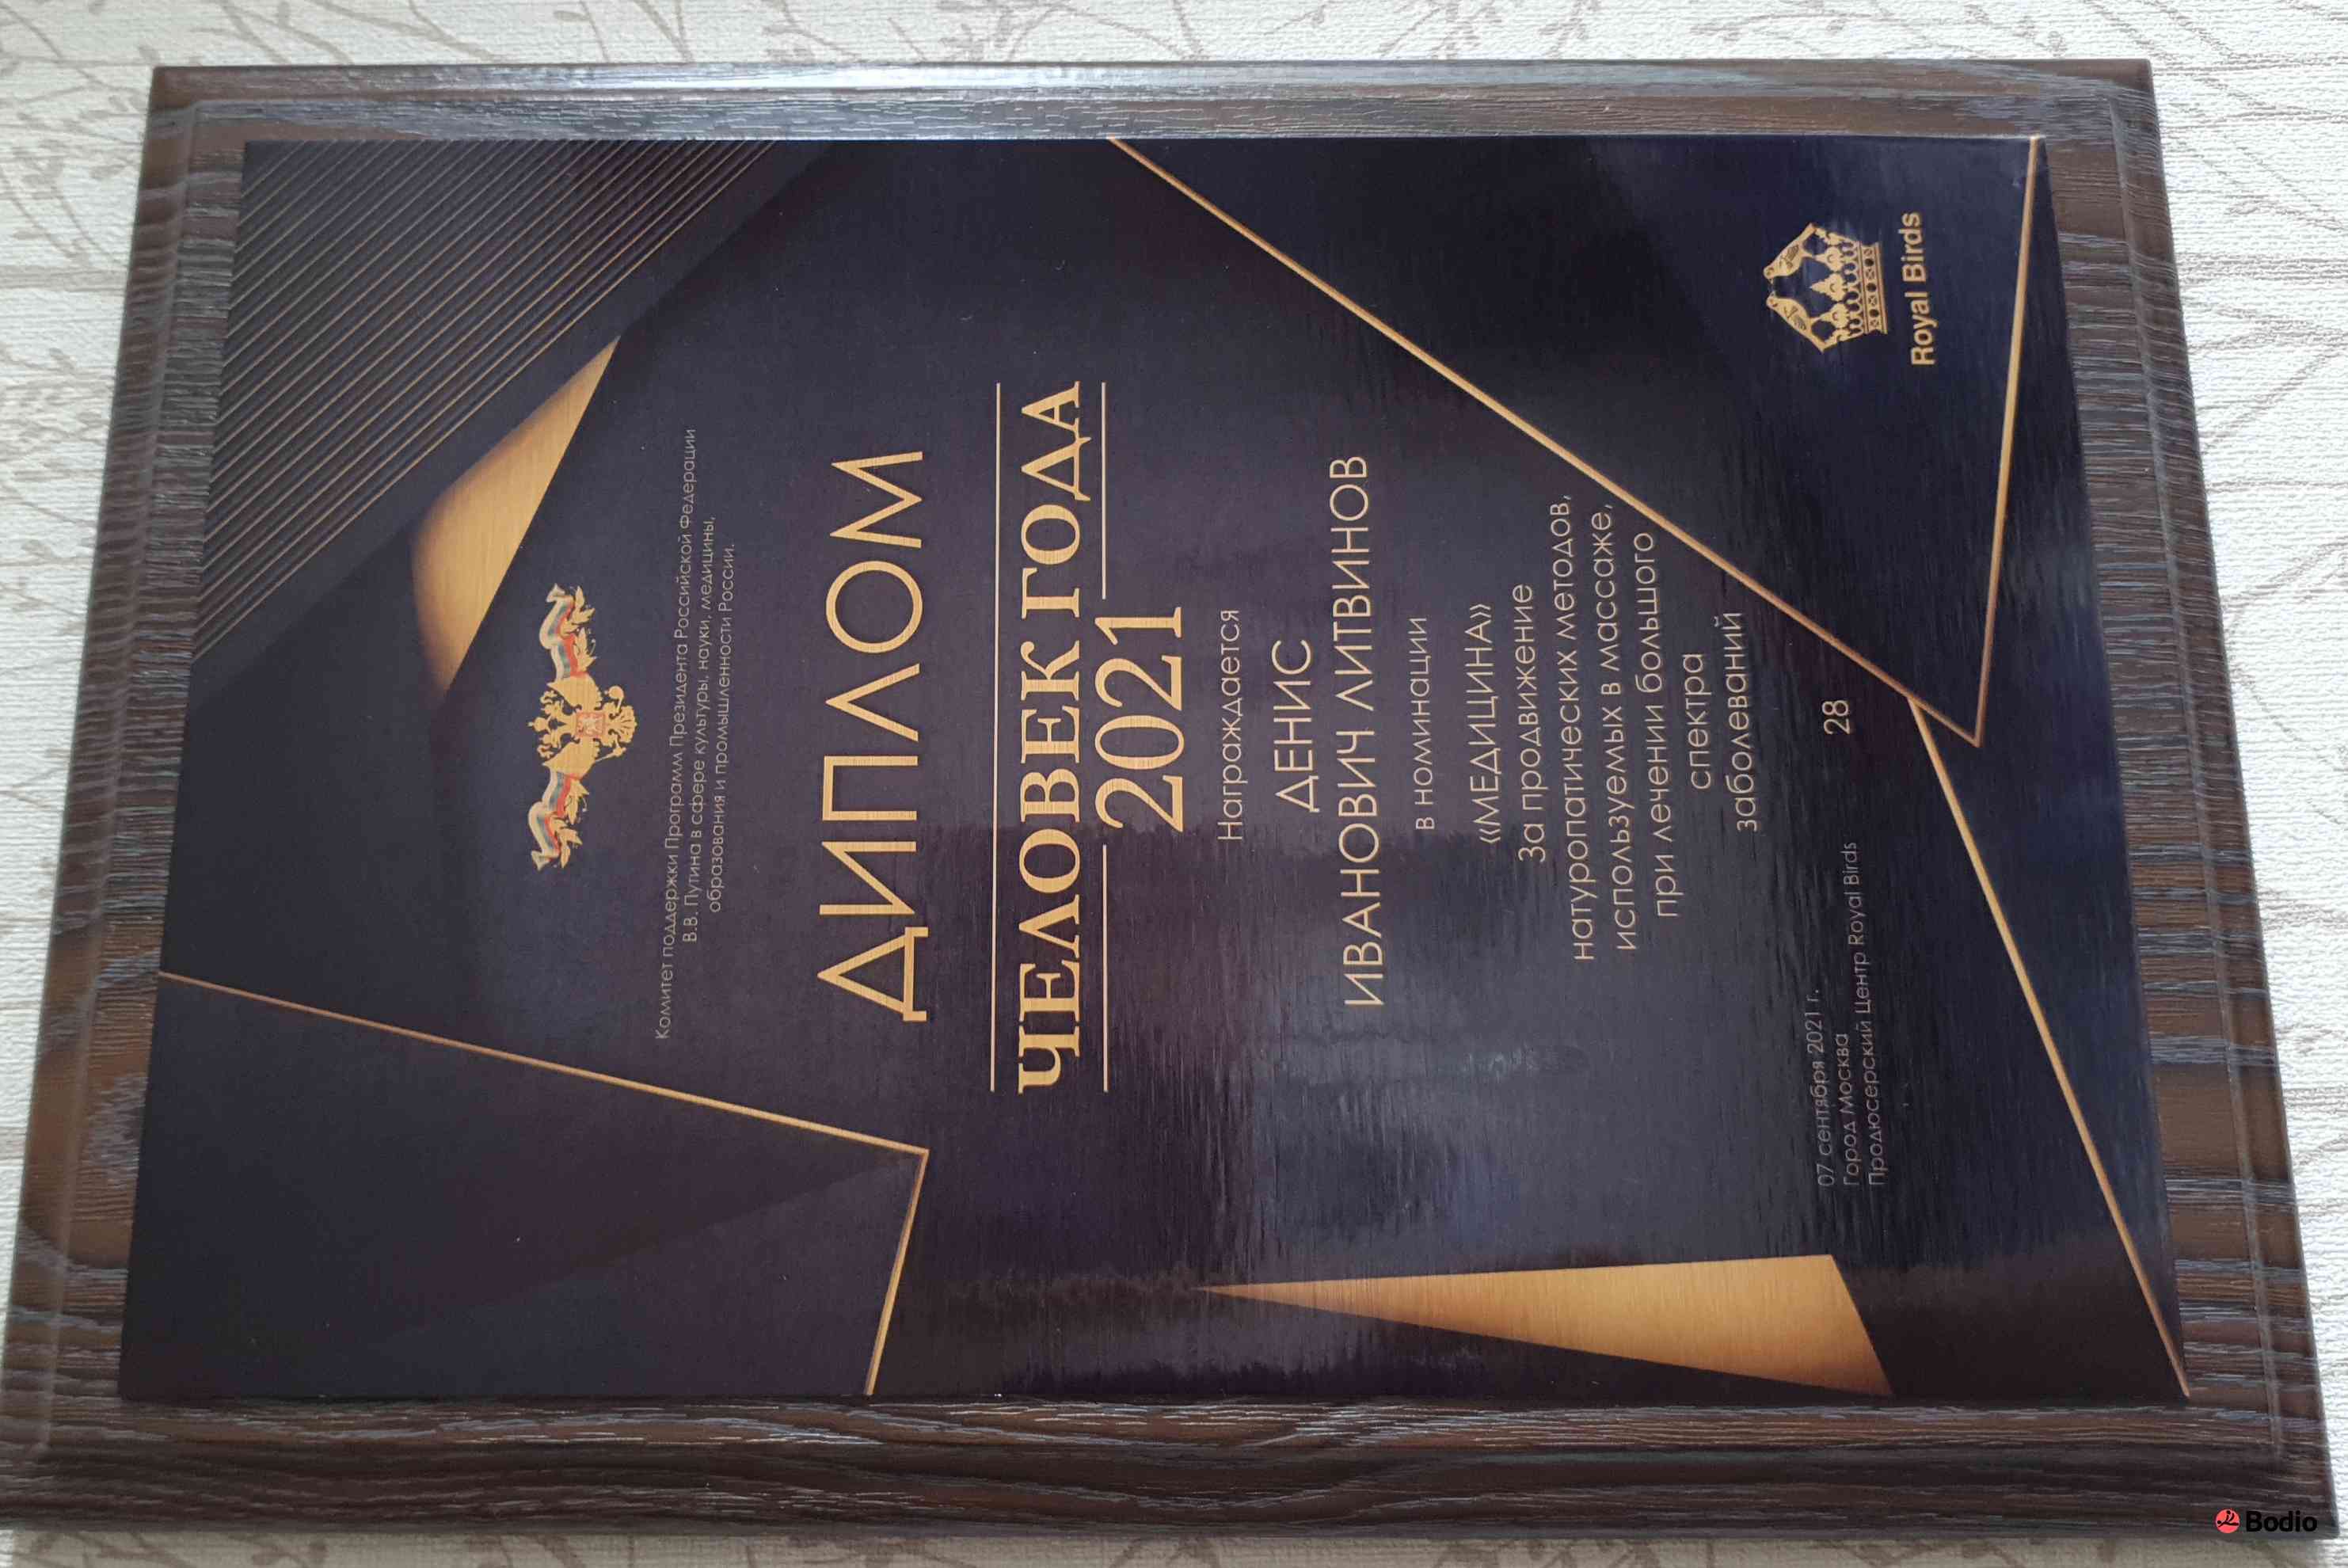 Комитет поддержки Программ Президента Российской Федерации
В.В. Путина в сфере культуры, науки, медицины,
образования и промышленности России.
ДИПЛОМ
ЧЕЛОВЕК ГОДА
2021
Награждается
ДЕНИС
ИВАНОВИЧ ЛИТВИНОВ
в номинации
«МЕДИЦИНА»
За продвижение
натуропатических методов,
используемых в массаже,
при лечении большого
спектра
заболеваний
28
07 сентября 2021 г.
Город Москва
Продюсерский Центр Royal Birds
Royal Birds
Bodio